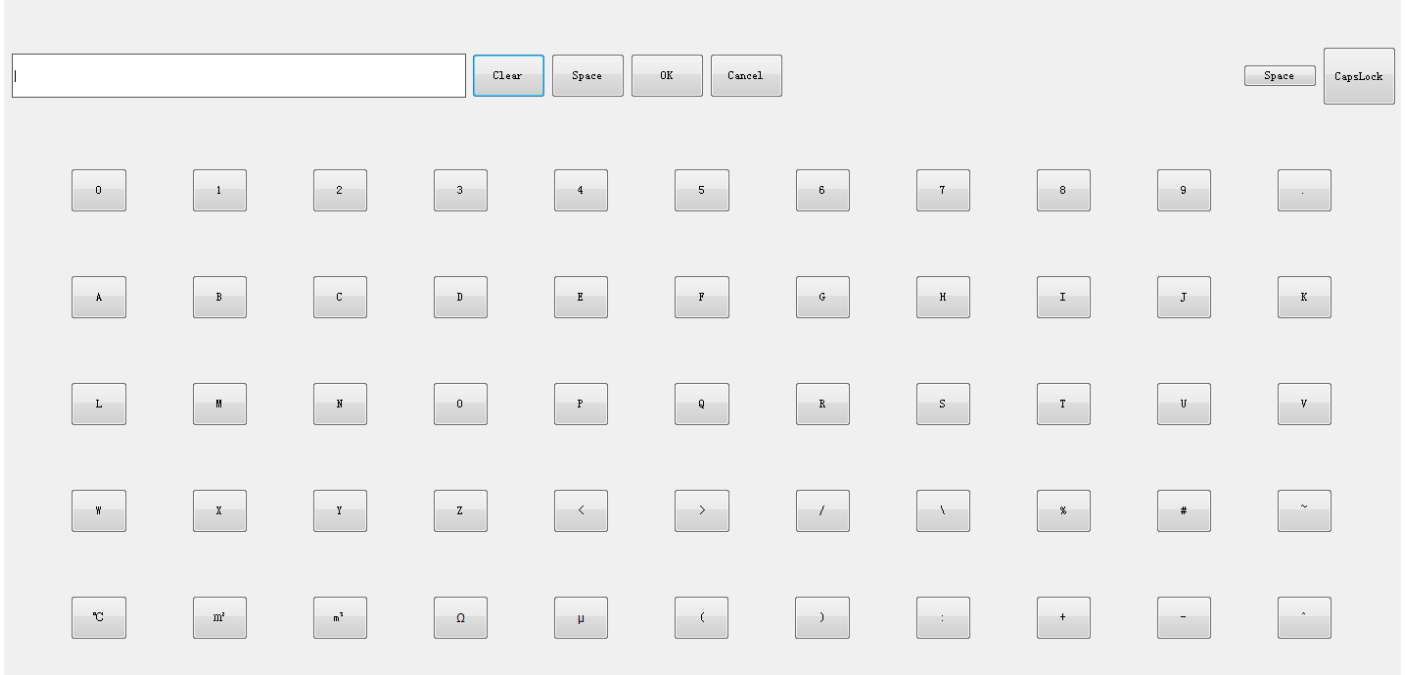 Clear Space OK Cancel Space CapsLock
0 1 2 3 4 5 6 7 8 9 .
A B C D E F G H I J K
L M N O P Q R S T U V
W X Y Z < > / \ % # ~
℃ m² m³ Ω μ ( ) : + - ^